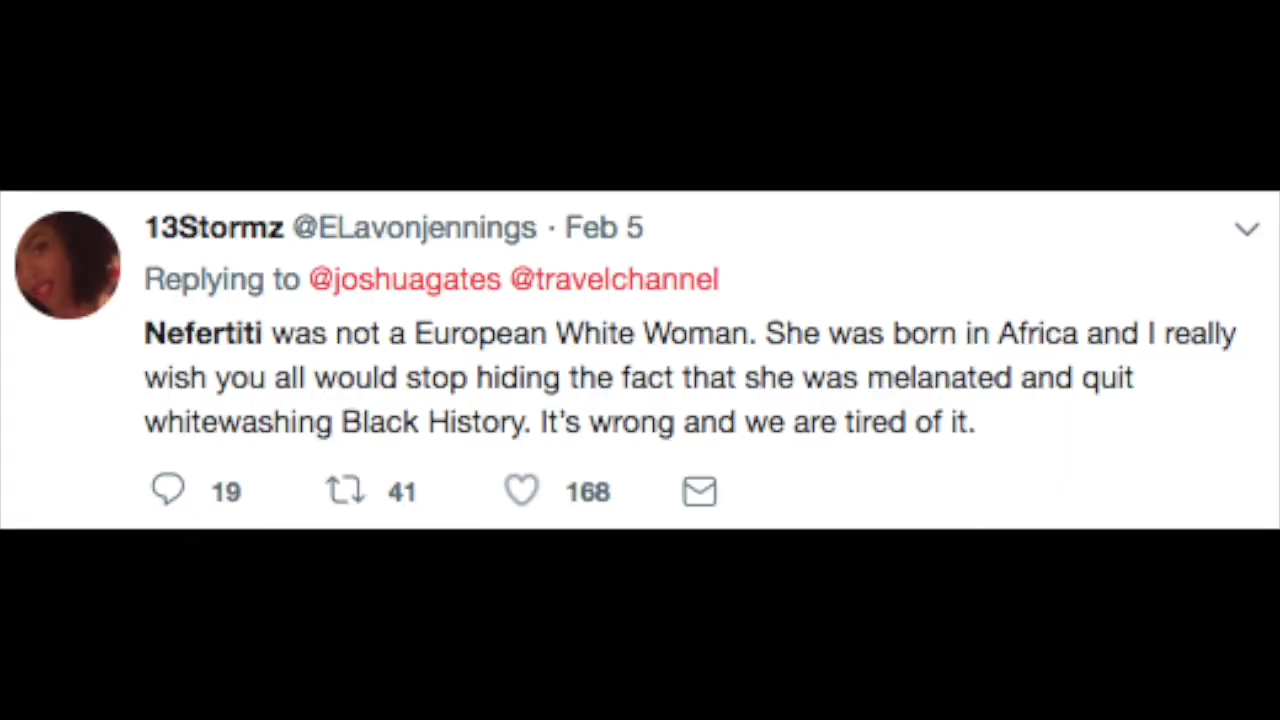 13Stormz @ELavonjennings · Feb 5
Replying to @joshuagates @travelchannel
Nefertiti was not a European White Woman. She was born in Africa and I really
wish you all would stop hiding the fact that she was melanated and quit
whitewashing Black History. It's wrong and we are tired of it.
19 41 168